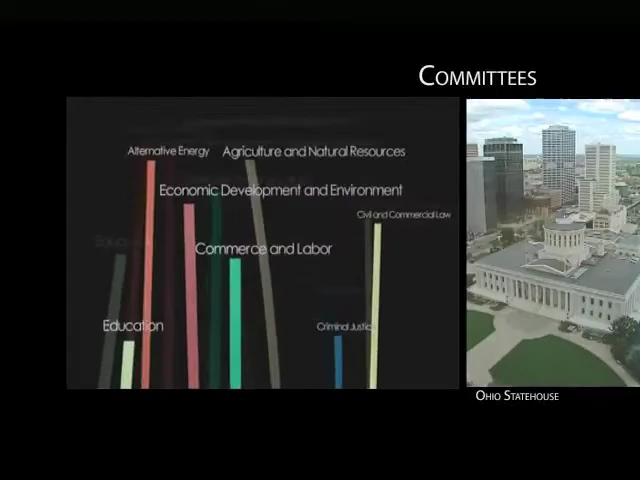 COMMITTEES
Alternative Energy
Agriculture and Natural Resources
Economic Development and Environment
Civil and Commercial Law
Commerce and Labor
Education
Criminal Justic
OHIO STATEHOUSE